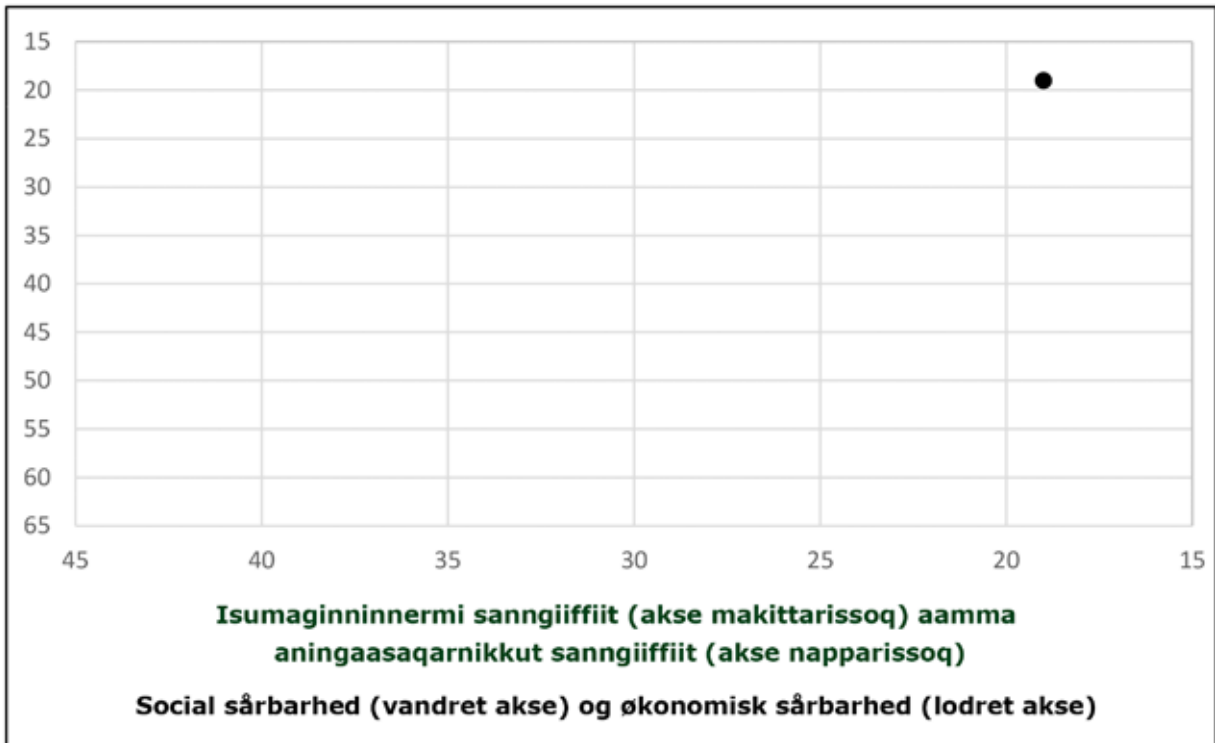 15
20
25
30
35
40
45
50
55
60
65
45 40 35 30 25 20 15
Isumaginninnermi sanngiiffiit (akse makittarissoq) aamma
aningaasaqarnikkut sanngiiffiit (akse napparissoq)
Social sårbarhed (vandret akse) og økonomisk sårbarhed (lodret akse)